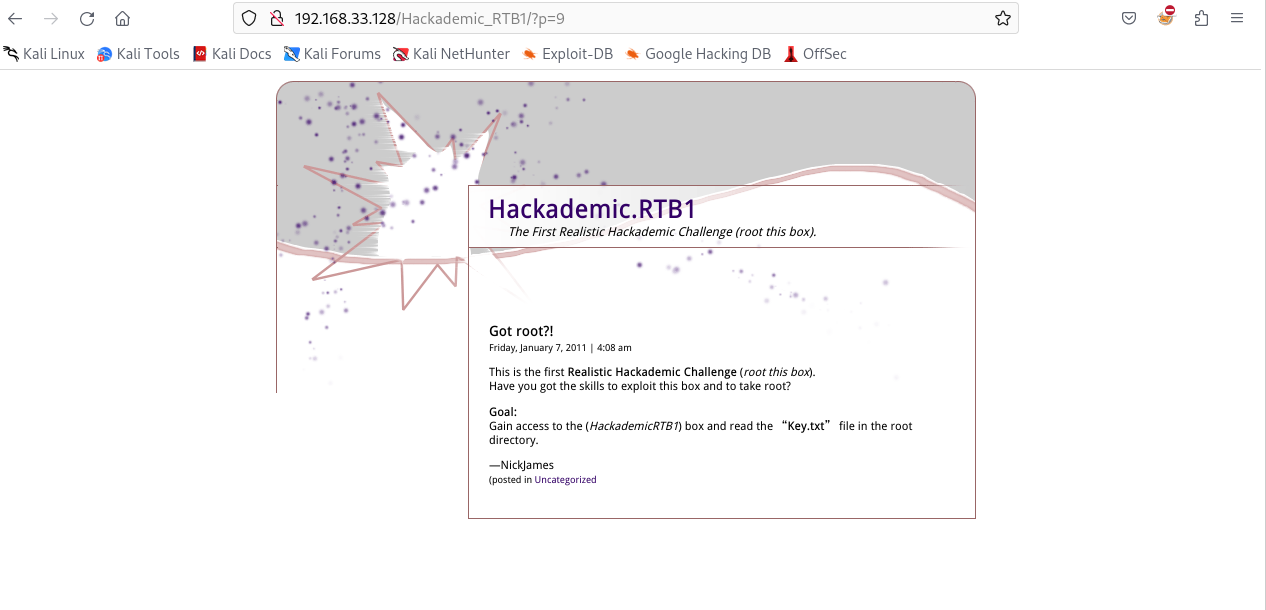 192.168.33.128/Hackademic_RTB1/?p=9
Kali Linux Kali Tools Kali Docs Kali Forums Kali NetHunter Exploit-DB Google Hacking DB OffSec
Hackademic.RTB1
The First Realistic Hackademic Challenge (root this box).
Got root?!
Friday, January 7, 2011 | 4:08 am
This is the first Realistic Hackademic Challenge (root this box).
Have you got the skills to exploit this box and to take root?
Goal:
Gain access to the (HackademicRTB1) box and read the “Key.txt” file in the root
directory.
—NickJames
(posted in Uncategorized